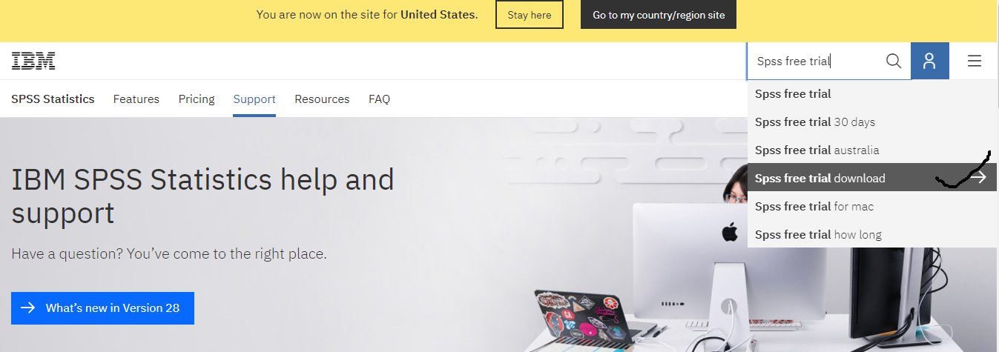 You are now on the site for United States. Stay here Go to my country/region site
IBM Spss free trial
SPSS Statistics Features Pricing Support Resources FAQ
Spss free trial
Spss free trial 30 days
Spss free trial australia
Spss free trial download
Spss free trial for mac
Spss free trial how long
IBM SPSS Statistics help and
support
Have a question? You’ve come to the right place.
What’s new in Version 28